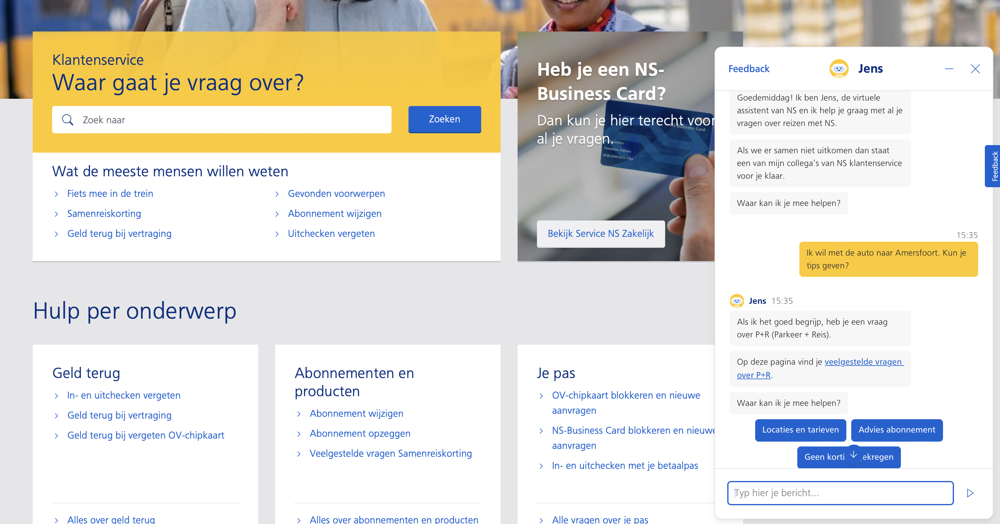 Klantenservice
Waar gaat je vraag over?
Zoek naar
Zoeken
Wat de meeste mensen willen weten
Fiets mee in de trein
Samenreiskorting
Geld terug bij vertraging
Gevonden voorwerpen
Abonnement wijzigen
Uitchecken vergeten
Heb je een NS-
Business Card?
Dan kun je hier terecht voor
al je vragen.
NS-Business Card
Tenceloo
Tenceloo Advies
3528 0104 6372 1783
Bekijk Service NS Zakelijk
Hulp per onderwerp
Geld terug
In- en uitchecken vergeten
Geld terug bij vertraging
Geld terug bij vergeten OV-chipkaart
Alles over geld terug
Abonnementen en
producten
Abonnement wijzigen
Abonnement opzeggen
Veelgestelde vragen Samenreiskorting
Alles over abonnementen en producten
Je pas
OV-chipkaart blokkeren en nieuwe
aanvragen
NS-Business Card blokkeren en nieuwe
aanvragen
In- en uitchecken met je betaalpas
Alle vragen over je pas
Feedback
Jens
Goedemiddag! Ik ben Jens, de virtuele
assistent van NS en ik help je graag met al je
vragen over reizen met NS.
Als we er samen niet uitkomen dan staat
een van mijn collega's van NS klantenservice
voor je klaar.
Waar kan ik je mee helpen?
15:35
Ik wil met de auto naar Amersfoort. Kun je
tips geven?
Jens 15:35
Als ik het goed begrijp, heb je een vraag
over P+R (Parkeer + Reis).
Op deze pagina vind je veelgestelde vragen
over P+R.
Waar kan ik je mee helpen?
Locaties en tarieven
Advies abonnement
Geen korti ekregen
Typ hier je bericht...
Feedback